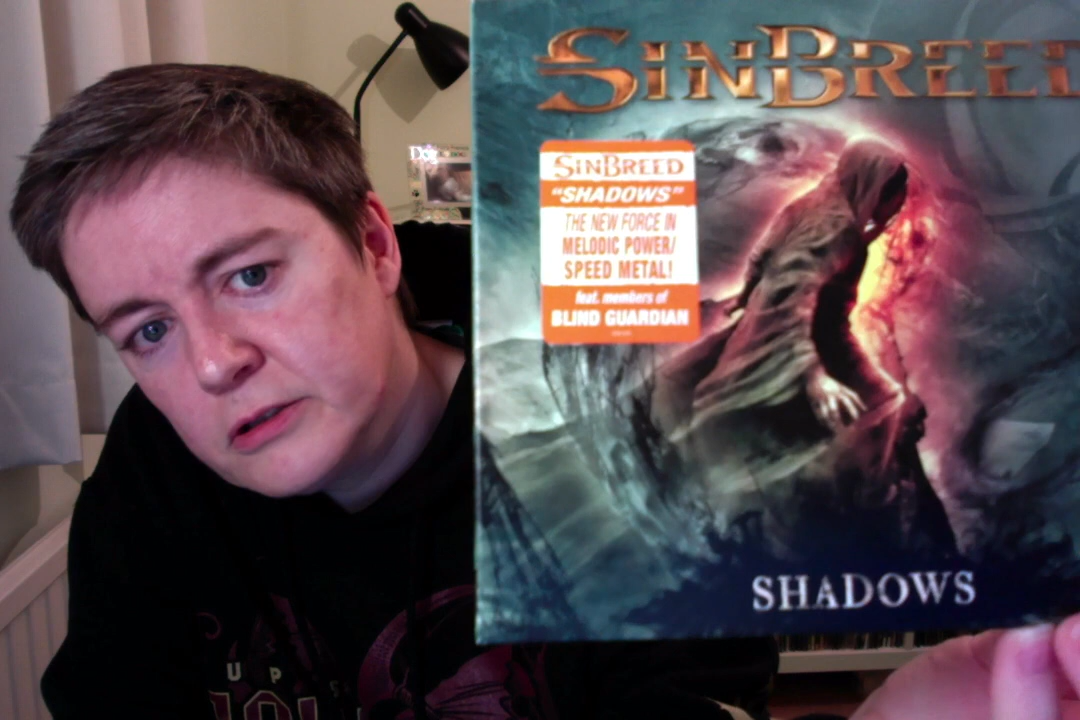 SINBREED
SINBREED
"SHADOWS"
THE NEW FORCE IN
MELODIC POWER/
SPEED METAL!
feat. members of
BLIND GUARDIAN
SHADOWS
U P